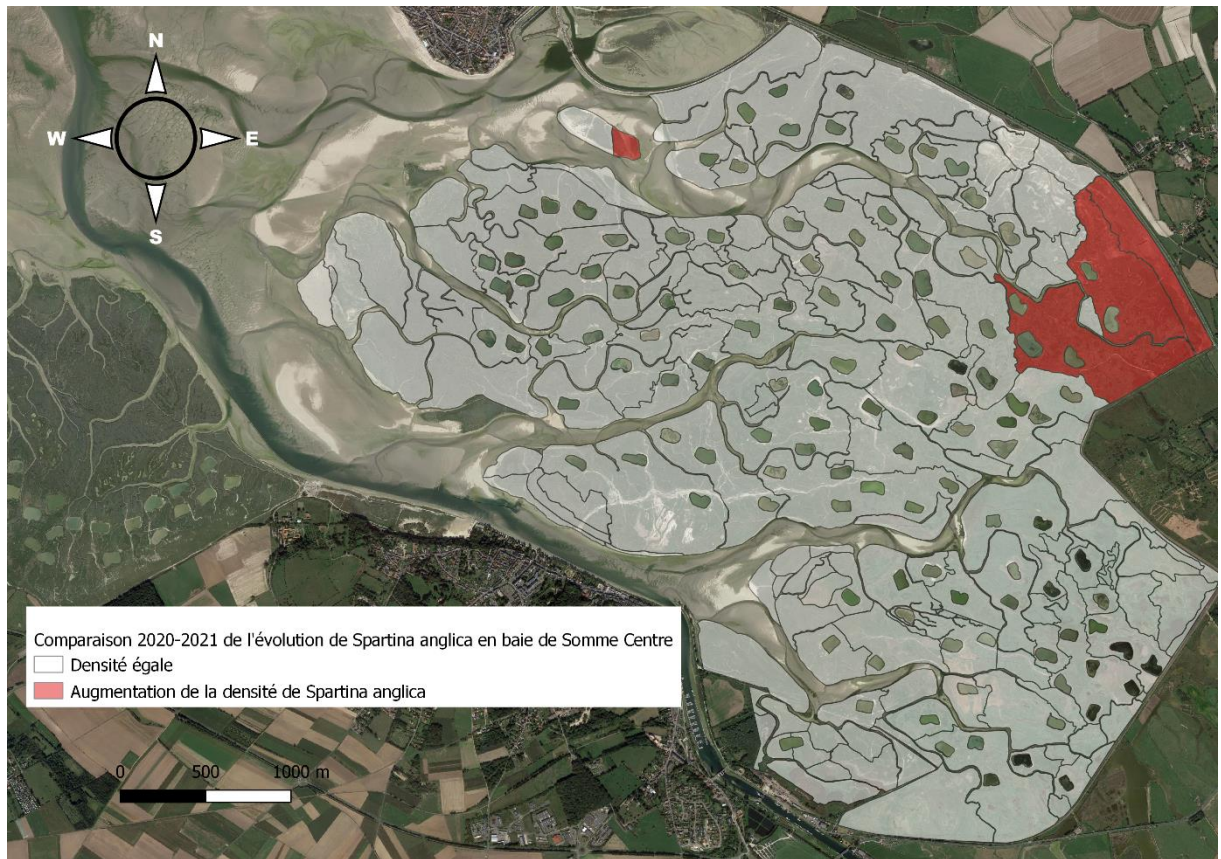 N
W
E
S
Comparaison 2020-2021 de l'évolution de Spartina anglica en baie de Somme Centre
Densité égale
Augmentation de la densité de Spartina anglica
0 500 1000 m